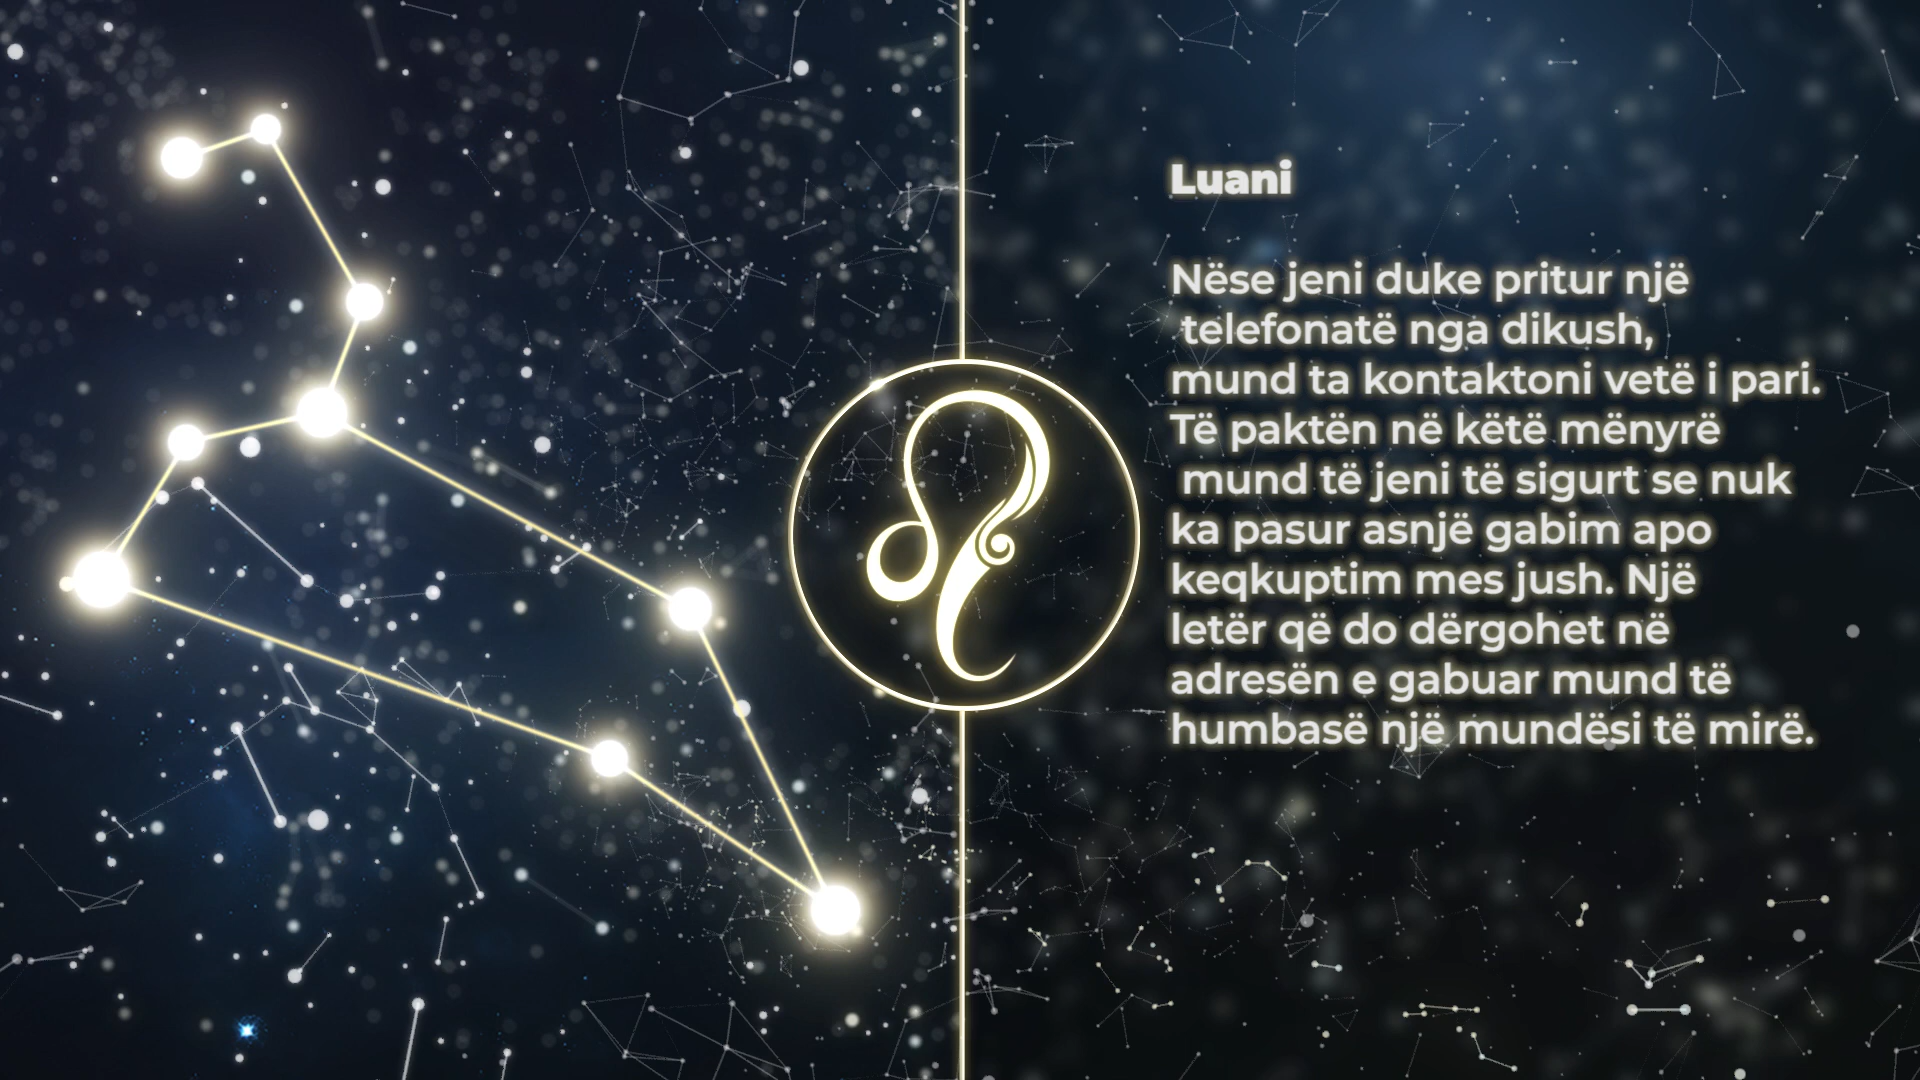 Luani
Nëse jeni duke pritur një
telefonatë nga dikush,
mund ta kontaktoni vetë i pari.
Të paktën në këtë mënyrë
mund të jeni të sigurt se nuk
ka pasur asnjë gabim apo
keqkuptim mes jush. Një
letër që do dërgohet në
adresën e gabuar mund të
humbasë një mundësi të mirë.